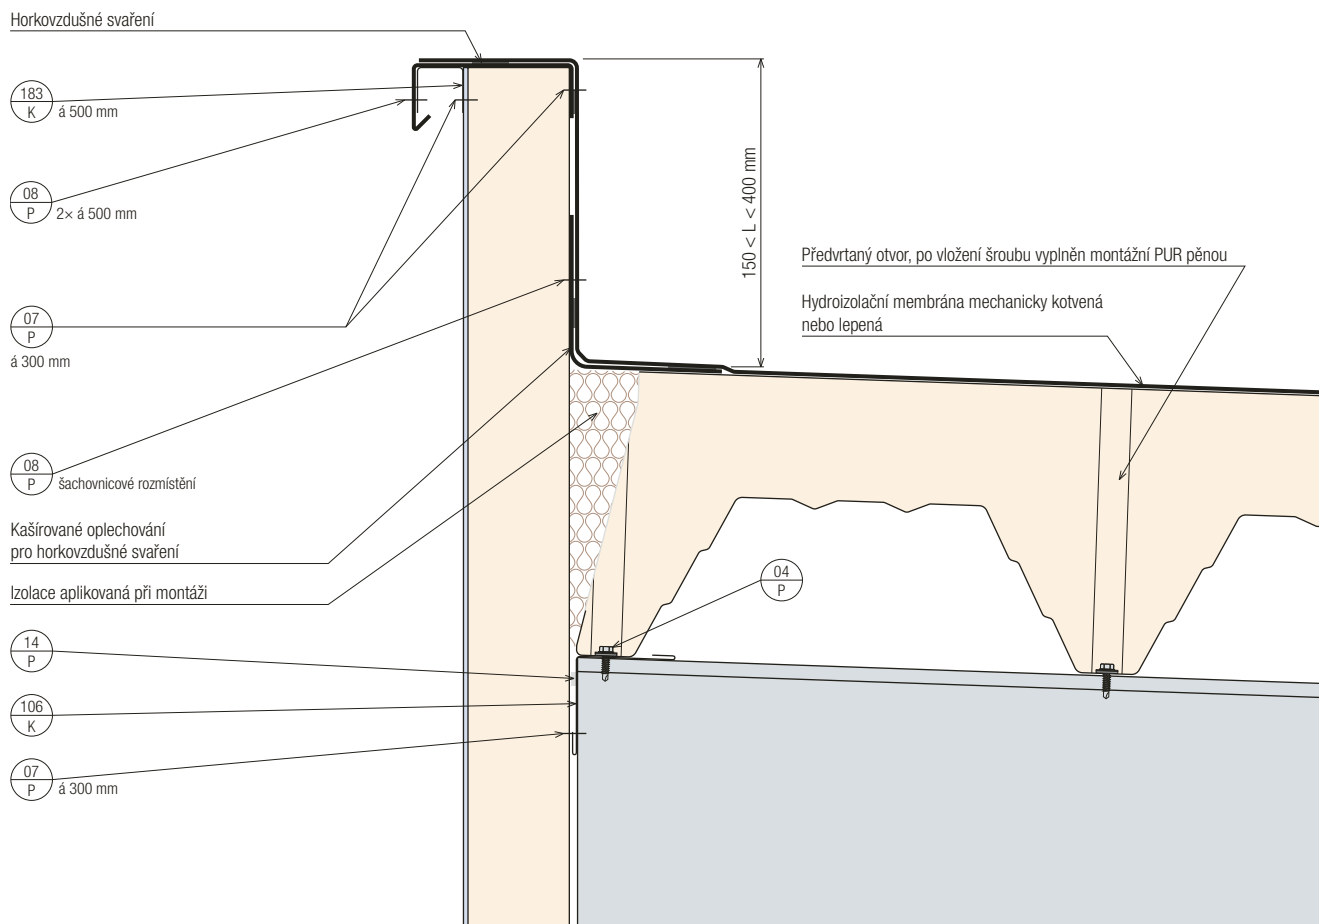 Horkovzdušné svaření
183
K
á 500 mm
08
P
2× á 500 mm
07
P
á 300 mm
08
P
šachovnicové rozmístění
Kašírované oplechování
pro horkovzdušné svaření
Izolace aplikovaná při montáži
14
P
106
K
07
P
á 300 mm
150 < L < 400 mm
Předvrtaný otvor, po vložení šroubu vyplněn montážní PUR pěnou
Hydroizolační membrána mechanicky kotvená
nebo lepená
04
P